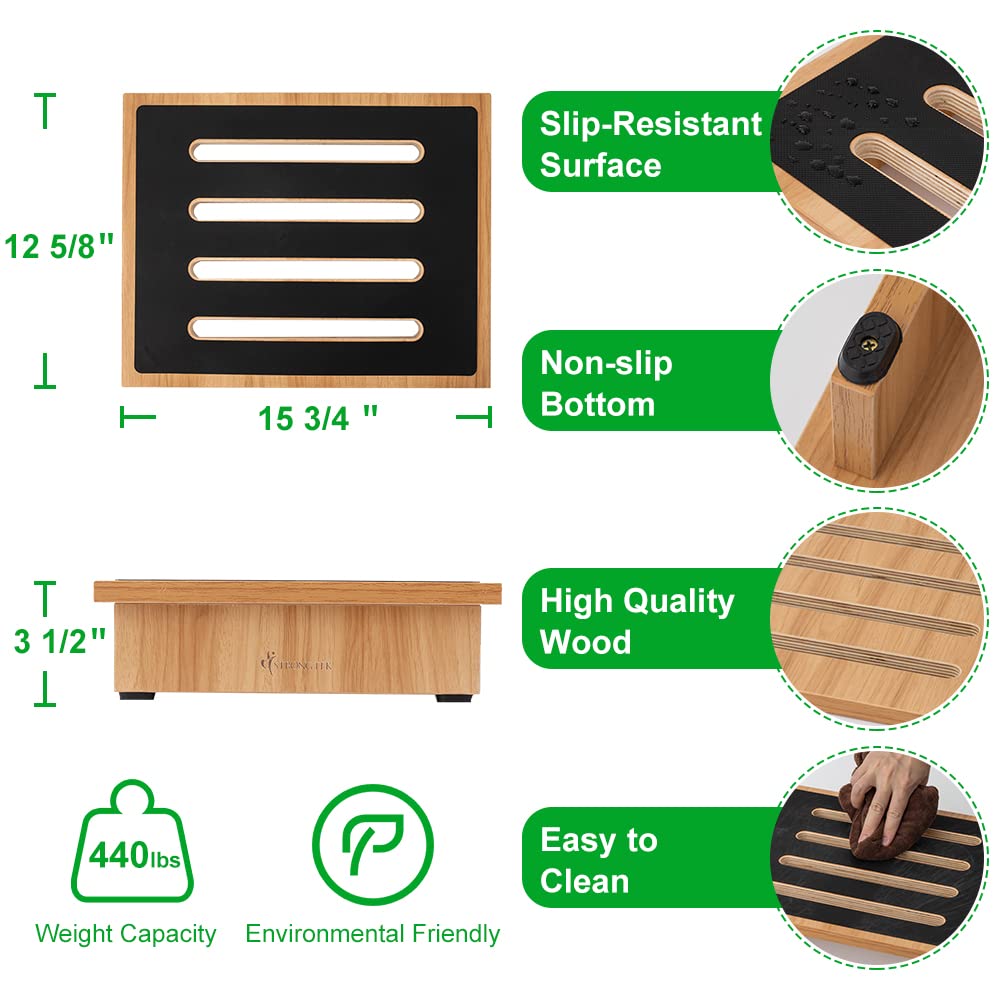 12 5/8"
15 3/4 "
3 1/2"
STRONGTEK
440lbs
Weight Capacity
Environmental Friendly
Slip-Resistant
Surface
Non-slip
Bottom
High Quality
Wood
Easy to
Clean